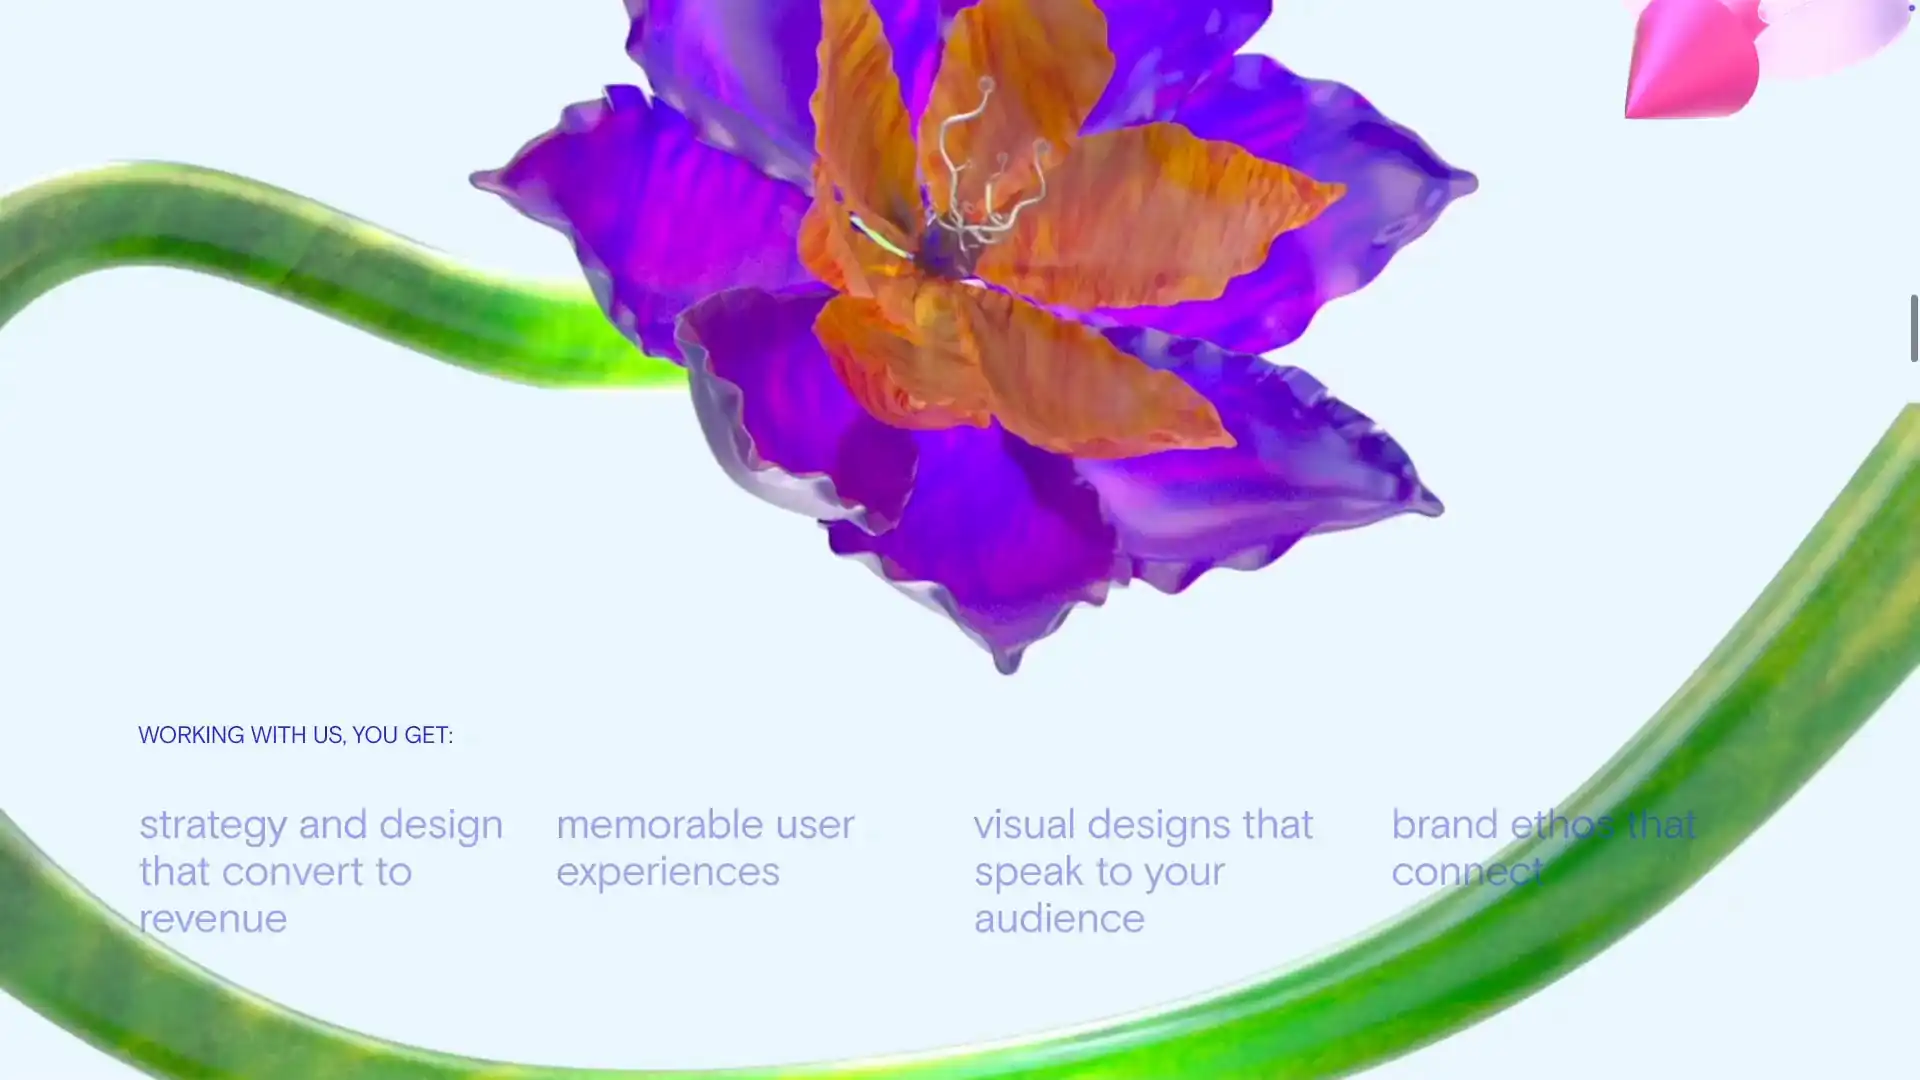 WORKING WITH US, YOU GET:
strategy and design
that convert to
revenue
memorable user
experiences
visual designs that
speak to your
audience
brand ethos that
connect